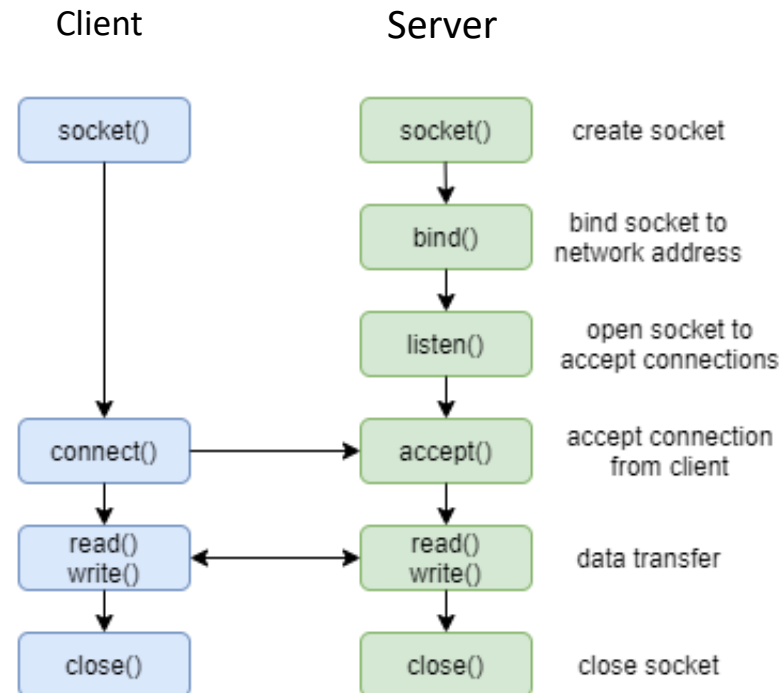 Client
Server
socket()
socket()
create socket
bind()
bind socket to
network address
listen()
open socket to
accept connections
connect()
accept()
accept connection
from client
read()
write()
read()
write()
data transfer
close()
close()
close socket